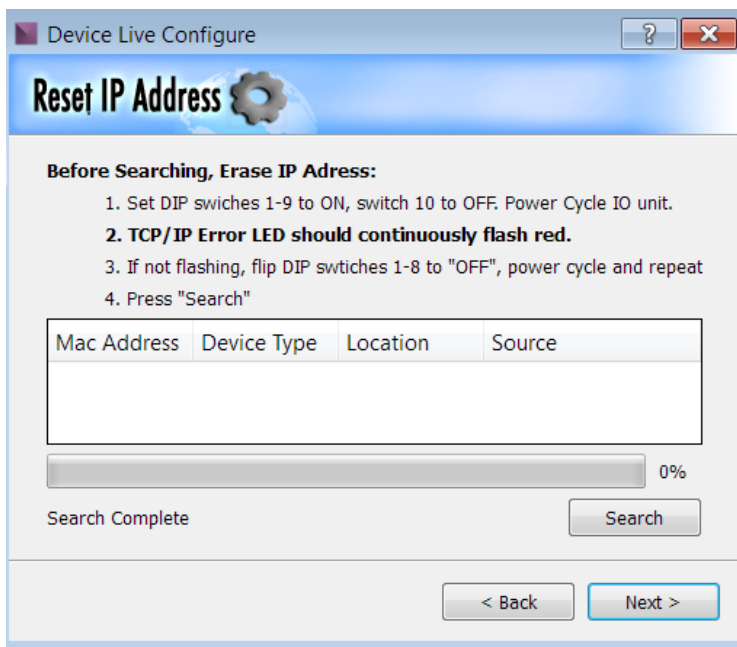 Device Live Configure
Reset IP Address
Before Searching, Erase IP Adress:
1. Set DIP swiches 1-9 to ON, switch 10 to OFF. Power Cycle IO unit.
2. TCP/IP Error LED should continuously flash red.
3. If not flashing, flip DIP swtiches 1-8 to "OFF", power cycle and repeat
4. Press "Search"
Mac Address Device Type Location Source
0%
Search Complete Search
< Back Next >